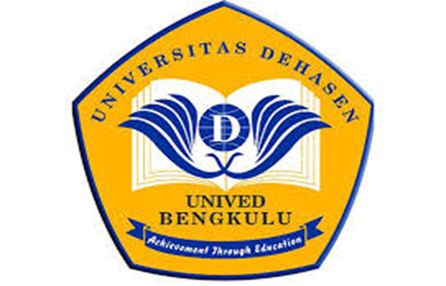 UNIVERSITAS DEHASEN
D
UNIVED
BENGKULU
Achievement Through Education